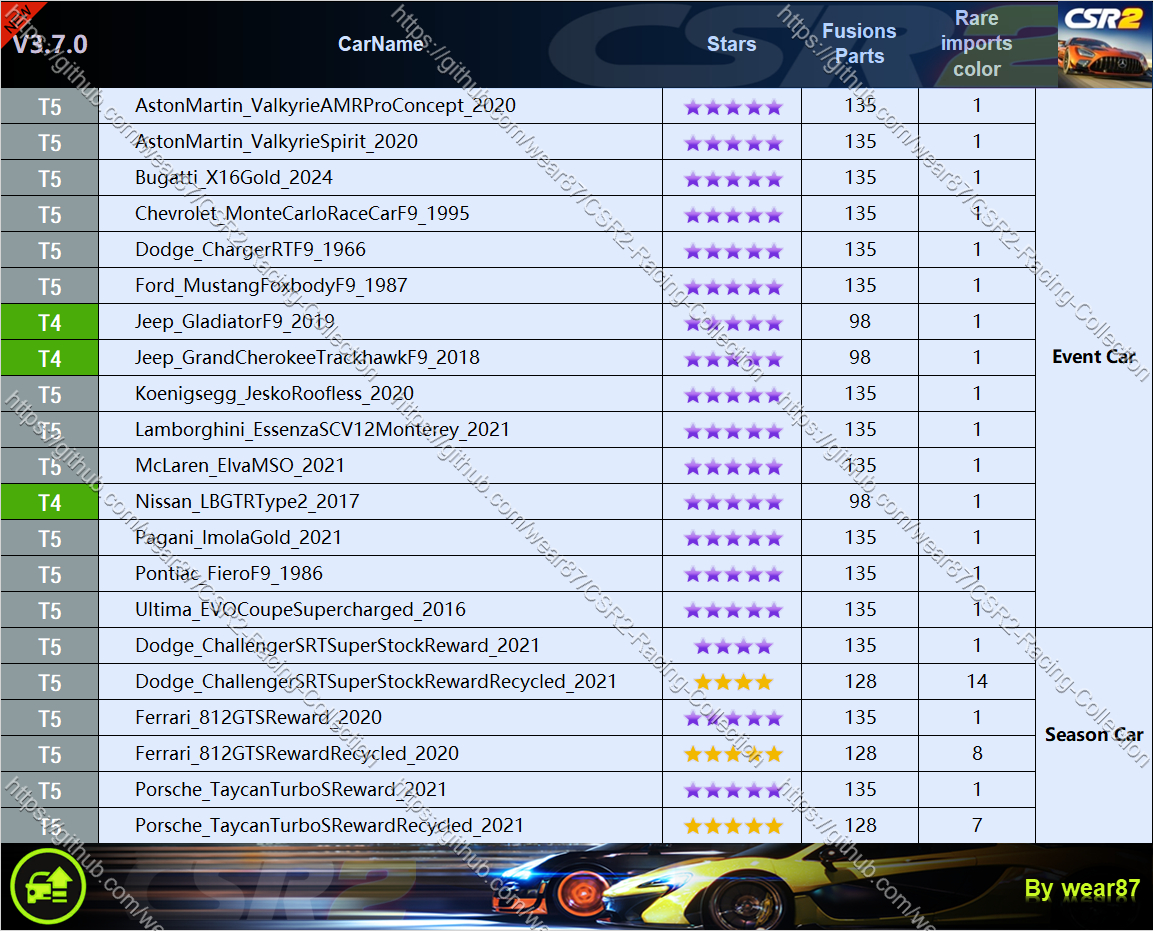 NEW
V3.7.0 CarName Stars Fusions Parts Rare imports color CSR2
T5 AstonMartin_ValkyrieAMRProConcept_2020 ★★★★★ 135 1
T5 AstonMartin_ValkyrieSpirit_2020 ★★★★★ 135 1
T5 Bugatti_X16Gold_2024 ★★★★★ 135 1
T5 Chevrolet_MonteCarloRaceCarF9_1995 ★★★★★ 135 1
T5 Dodge_ChargerRTF9_1966 ★★★★★ 135 1
T5 Ford_MustangFoxbodyF9_1987 ★★★★★ 135 1
T4 Jeep_GladiatorF9_2019 ★★★★★ 98 1
T4 Jeep_GrandCherokeeTrackhawkF9_2018 ★★★★★ 98 1
Event Car
T5 Koenigsegg_JeskoRoofless_2020 ★★★★★ 135 1
T5 Lamborghini_EssenzaSCV12Monterey_2021 ★★★★★ 135 1
T5 McLaren_ElvaMSO_2021 ★★★★★ 135 1
T4 Nissan_LBGTRType2_2017 ★★★★★ 98 1
T5 Pagani_ImolaGold_2021 ★★★★★ 135 1
T5 Pontiac_FieroF9_1986 ★★★★★ 135 1
T5 Ultima_EVOCoupeSupercharged_2016 ★★★★★ 135 1
T5 Dodge_ChallengerSRTSuperStockReward_2021 ★★★★ 135 1
T5 Dodge_ChallengerSRTSuperStockRewardRecycled_2021 ★★★★ 128 14
T5 Ferrari_812GTSReward_2020 ★★★★★ 135 1
Season Car
T5 Ferrari_812GTSRewardRecycled_2020 ★★★★★ 128 8
T5 Porsche_TaycanTurboSReward_2021 ★★★★★ 135 1
T5 Porsche_TaycanTurboSRewardRecycled_2021 ★★★★★ 128 7
CSR2
By wear87
https://github.com/wear87/CSR2-Racing-Collection